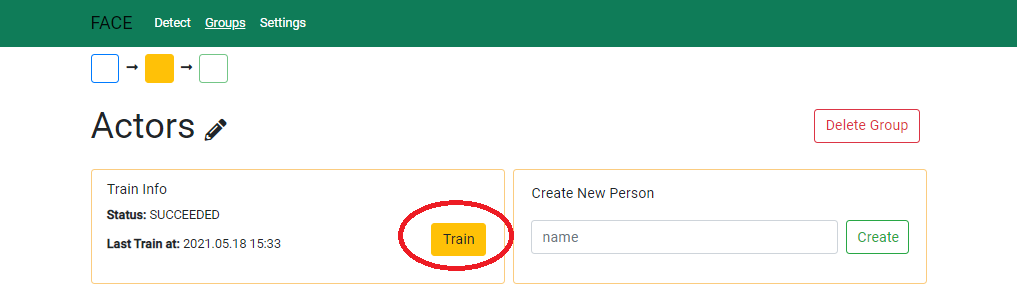 FACE Detect Groups Settings
Actors
Delete Group
Train Info
Status: SUCCEEDED
Last Train at: 2021.05.18 15:33
Train
Create New Person
name
Create